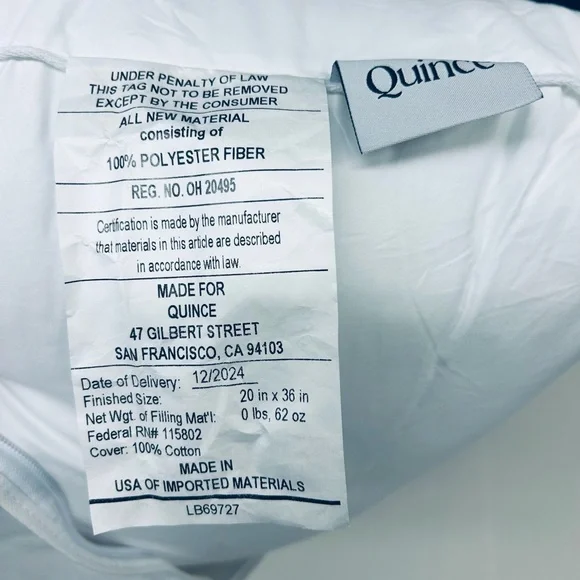 Quince
UNDER PENALTY OF LAW
THIS TAG NOT TO BE REMOVED
EXCEPT BY THE CONSUMER
ALL NEW MATERIAL
consisting of
100% POLYESTER FIBER
REG. NO. OH 20495
Certification is made by the manufacturer
that materials in this article are described
in accordance with law.
MADE FOR
QUINCE
47 GILBERT STREET
SAN FRANCISCO, CA 94103
Date of Delivery: 12/2024
Finished Size: 20 in x 36 in
Net Wgt. of Filling Mat'l: 0 lbs, 62 oz
Federal RN# 115802
Cover: 100% Cotton
MADE IN
USA OF IMPORTED MATERIALS
LB69727